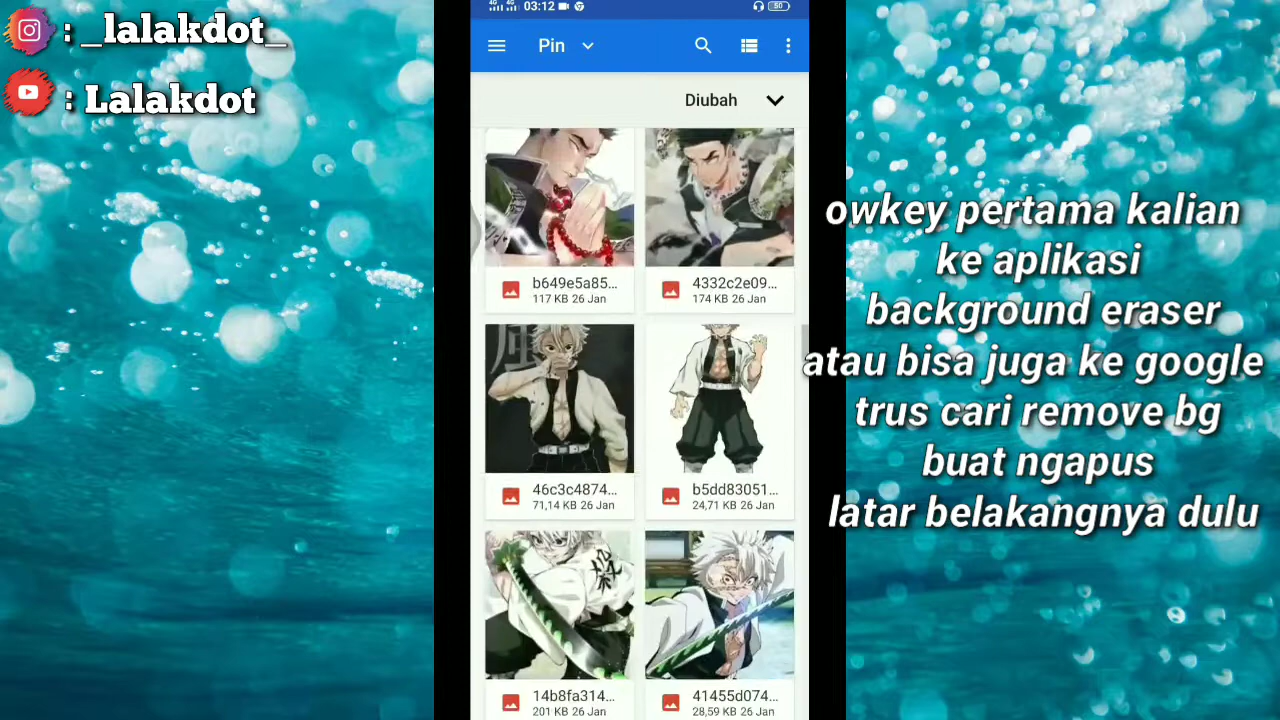 : _lalakdot_
: Lalakdot
4G 4G 03:12 50
Pin
Diubah
b649e5a85...
117 KB 26 Jan
4332c2e09...
174 KB 26 Jan
46c3c4874...
71,14 KB 26 Jan
b5dd83051...
24,71 KB 26 Jan
14b8fa314...
201 KB 26 Jan
41455d074...
28,59 KB 26 Jan
owkey pertama kalian
ke aplikasi
background eraser
atau bisa juga ke google
trus cari remove bg
buat ngapus
latar belakangnya dulu